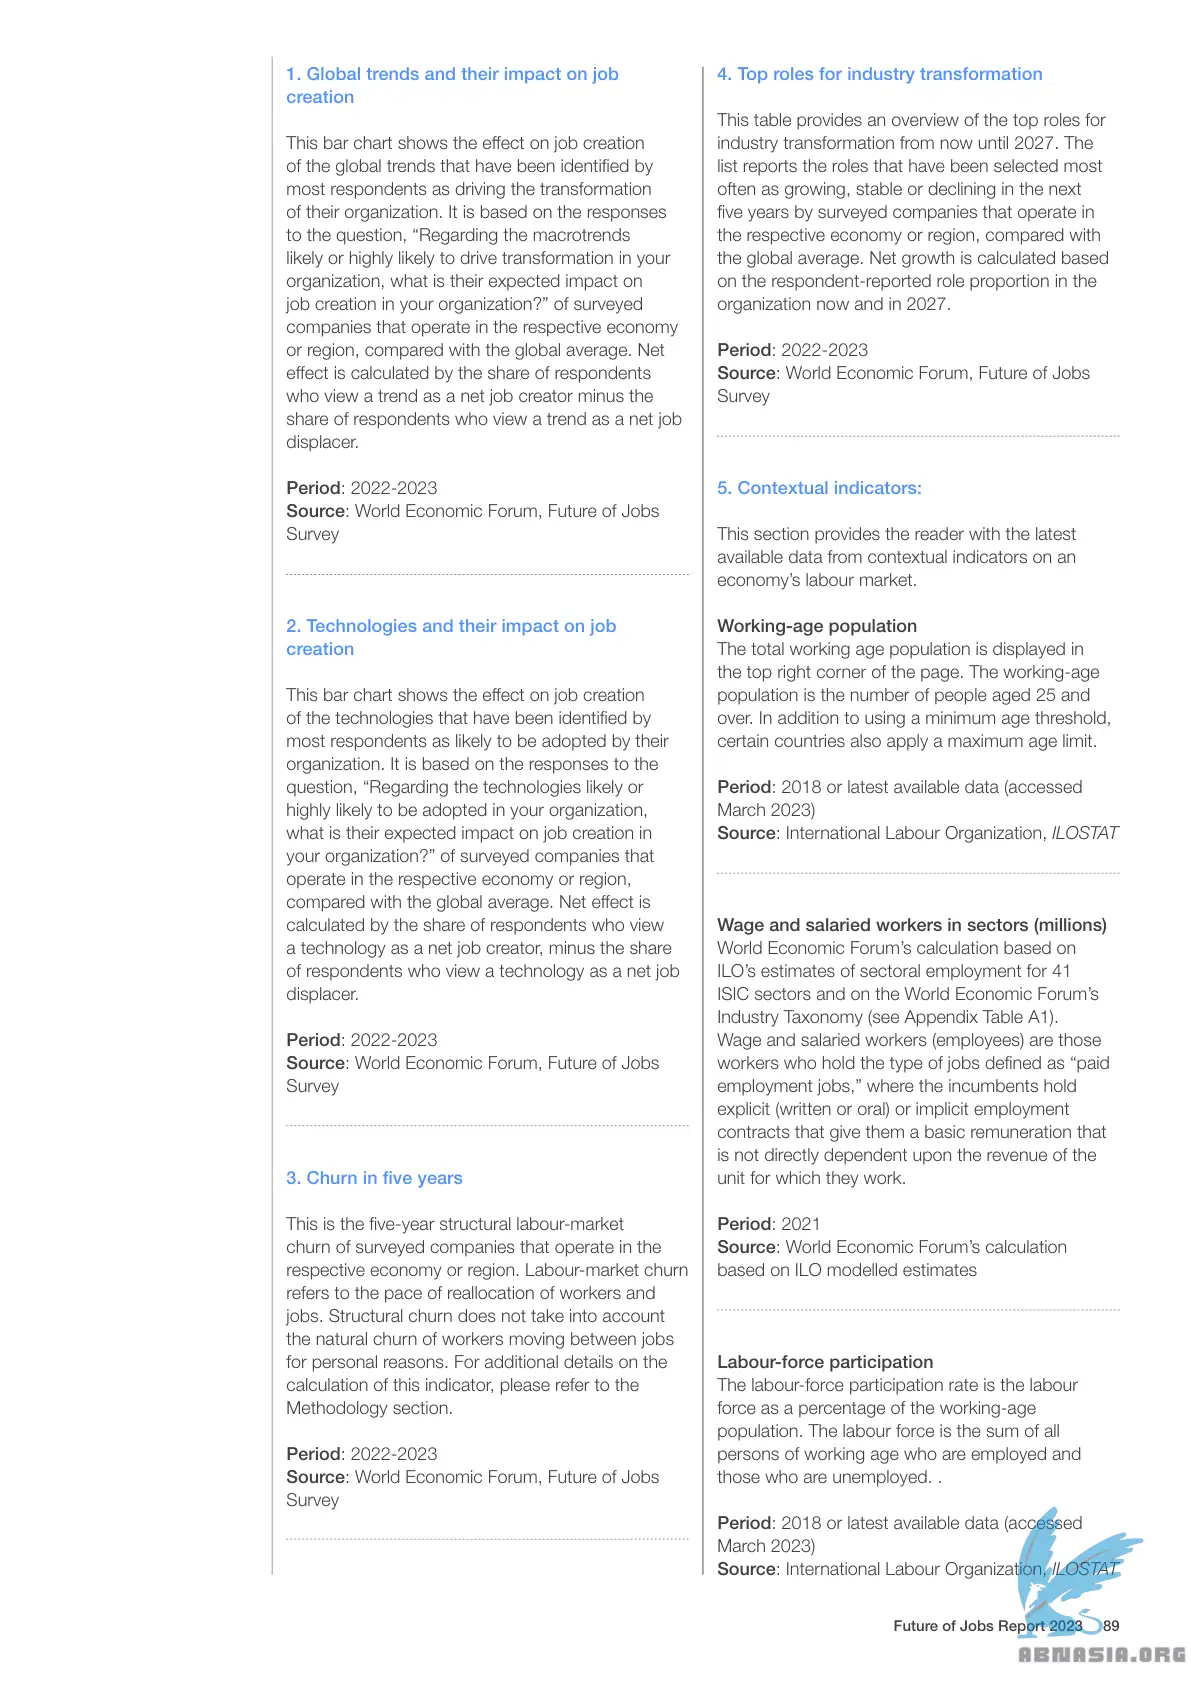 1. Global trends and their impact on job
creation
This bar chart shows the effect on job creation
of the global trends that have been identified by
most respondents as driving the transformation
of their organization. It is based on the responses
to the question, “Regarding the macrotrends
likely or highly likely to drive transformation in your
organization, what is their expected impact on
job creation in your organization?” of surveyed
companies that operate in the respective economy
or region, compared with the global average. Net
effect is calculated by the share of respondents
who view a trend as a net job creator minus the
share of respondents who view a trend as a net job
displacer.
Period: 2022-2023
Source: World Economic Forum, Future of Jobs
Survey
2. Technologies and their impact on job
creation
This bar chart shows the effect on job creation
of the technologies that have been identified by
most respondents as likely to be adopted by their
organization. It is based on the responses to the
question, “Regarding the technologies likely or
highly likely to be adopted in your organization,
what is their expected impact on job creation in
your organization?” of surveyed companies that
operate in the respective economy or region,
compared with the global average. Net effect is
calculated by the share of respondents who view
a technology as a net job creator, minus the share
of respondents who view a technology as a net job
displacer.
Period: 2022-2023
Source: World Economic Forum, Future of Jobs
Survey
3. Churn in five years
This is the five-year structural labour-market
churn of surveyed companies that operate in the
respective economy or region. Labour-market churn
refers to the pace of reallocation of workers and
jobs. Structural churn does not take into account
the natural churn of workers moving between jobs
for personal reasons. For additional details on the
calculation of this indicator, please refer to the
Methodology section.
Period: 2022-2023
Source: World Economic Forum, Future of Jobs
Survey
4. Top roles for industry transformation
This table provides an overview of the top roles for
industry transformation from now until 2027. The
list reports the roles that have been selected most
often as growing, stable or declining in the next
five years by surveyed companies that operate in
the respective economy or region, compared with
the global average. Net growth is calculated based
on the respondent-reported role proportion in the
organization now and in 2027.
Period: 2022-2023
Source: World Economic Forum, Future of Jobs
Survey
5. Contextual indicators:
This section provides the reader with the latest
available data from contextual indicators on an
economy’s labour market.
Working-age population
The total working age population is displayed in
the top right corner of the page. The working-age
population is the number of people aged 25 and
over. In addition to using a minimum age threshold,
certain countries also apply a maximum age limit.
Period: 2018 or latest available data (accessed
March 2023)
Source: International Labour Organization, ILOSTAT
Wage and salaried workers in sectors (millions)
World Economic Forum’s calculation based on
ILO’s estimates of sectoral employment for 41
ISIC sectors and on the World Economic Forum’s
Industry Taxonomy (see Appendix Table A1).
Wage and salaried workers (employees) are those
workers who hold the type of jobs defined as “paid
employment jobs,” where the incumbents hold
explicit (written or oral) or implicit employment
contracts that give them a basic remuneration that
is not directly dependent upon the revenue of the
unit for which they work.
Period: 2021
Source: World Economic Forum’s calculation
based on ILO modelled estimates
Labour-force participation
The labour-force participation rate is the labour
force as a percentage of the working-age
population. The labour force is the sum of all
persons of working age who are employed and
those who are unemployed. .
Period: 2018 or latest available data (accessed
March 2023)
Source: International Labour Organization, ILOSTAT
Future of Jobs Report 2023 89
ABNASIA.ORG